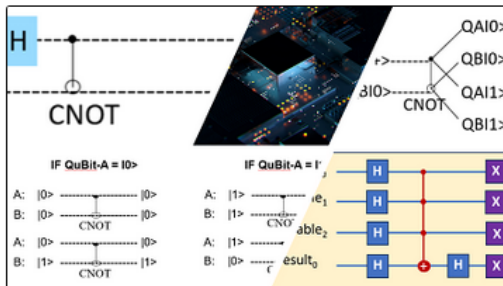 H
CNOT
QAI0>
QBI0>
BI0>
CNOT
QAI1>
QBI1>
IF QuBit-A = I0>
A: |0> |0>
B: |0> |0>
CNOT
A: |0> |0>
B: |1> |1>
CNOT
IF QuBit-A = I
A: |1>
B: |1>
CNOT
A: |1>
B: |0>
H X
H X
able₂ H X
esult₀ H H X